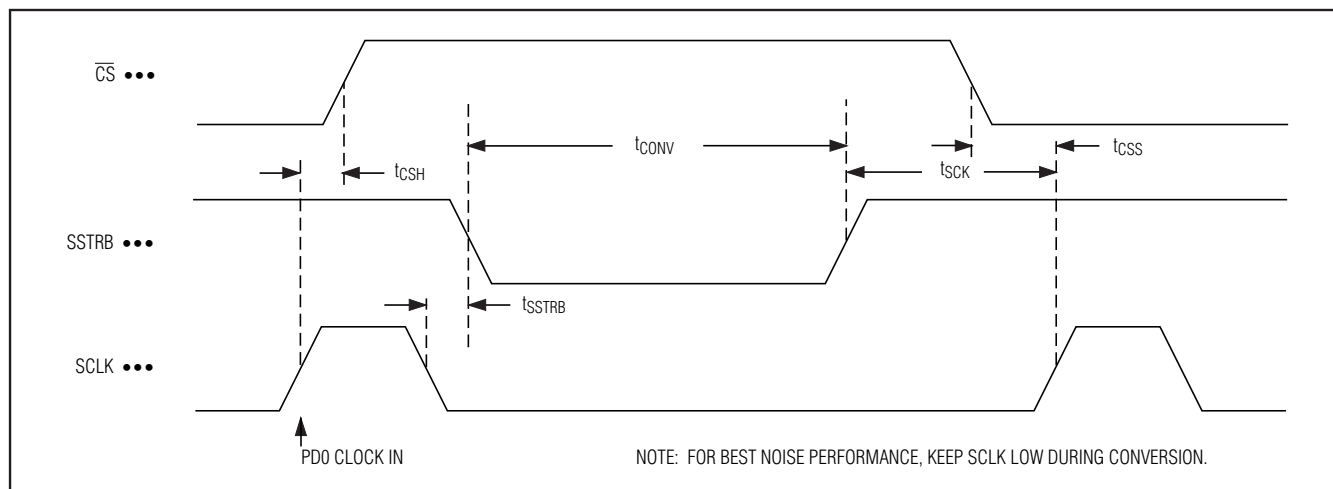 C̅S̅ •••
tCONV
tCSS
tCSH
tSCK
SSTRB •••
tSSTRB
SCLK •••
PD0 CLOCK IN
NOTE: FOR BEST NOISE PERFORMANCE, KEEP SCLK LOW DURING CONVERSION.